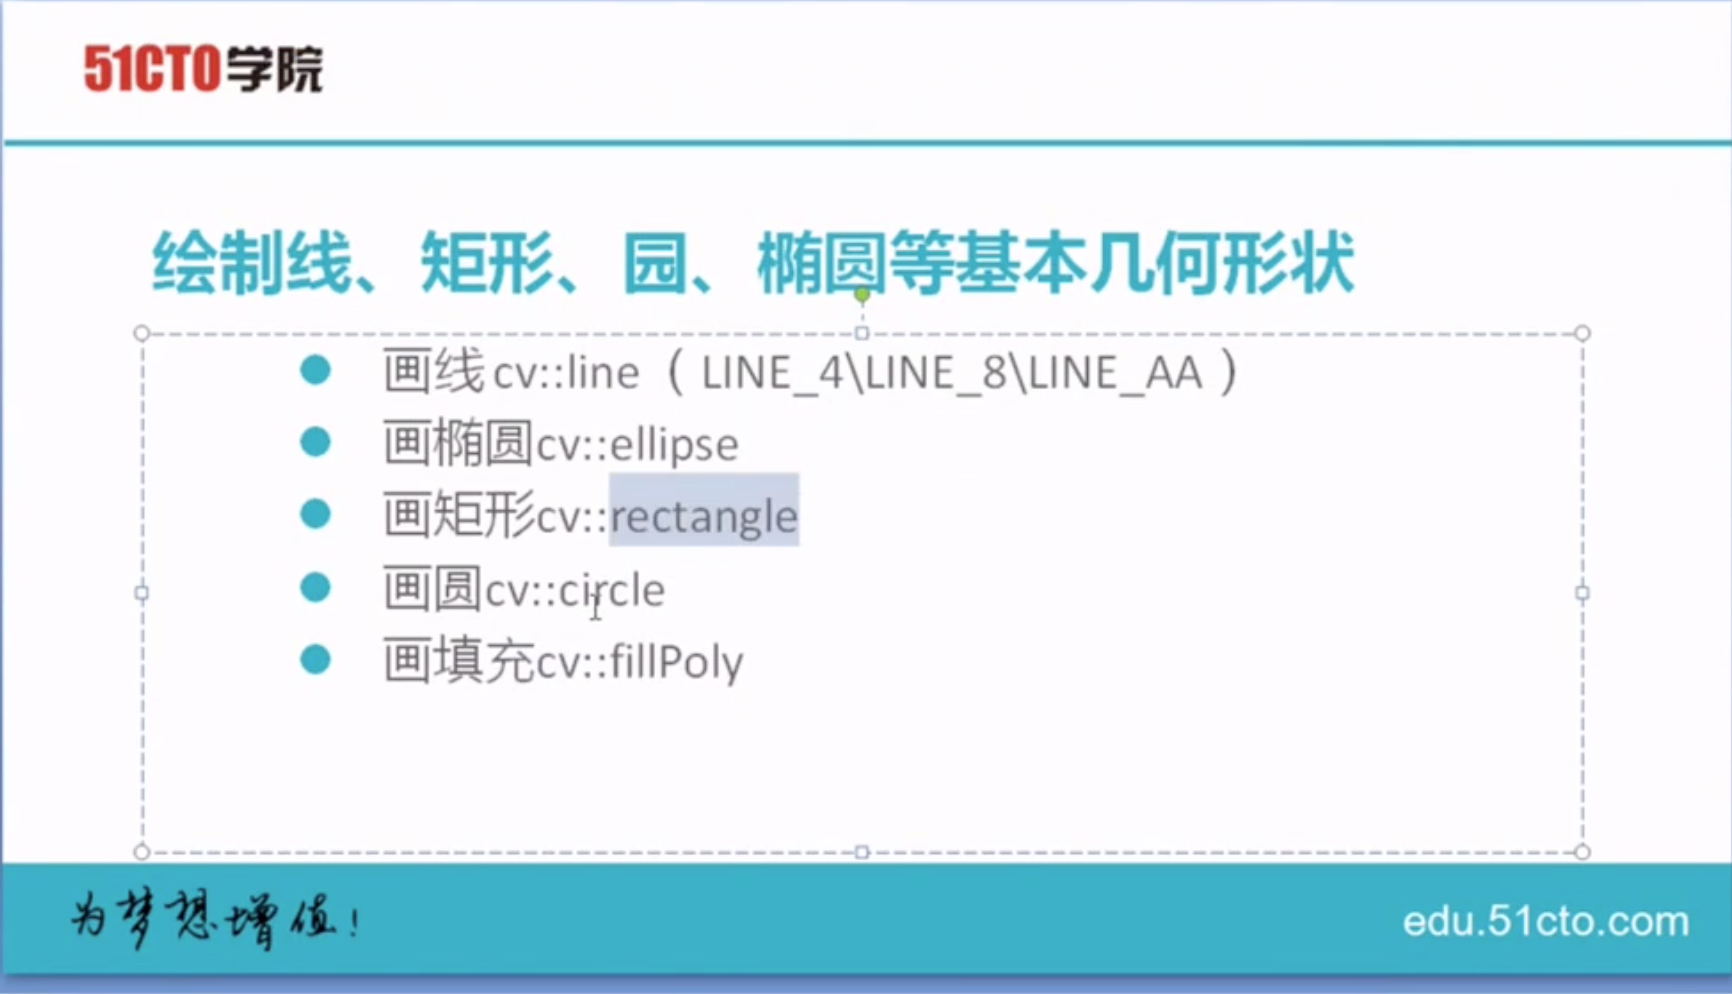 51CTO学院
绘制线、矩形、园、椭圆等基本几何形状
画线cv::line（LINE_4\LINE_8\LINE_AA）
画椭圆cv::ellipse
画矩形cv::rectangle
画圆cv::circle
画填充cv::fillPoly
为梦想增值！
edu.51cto.com